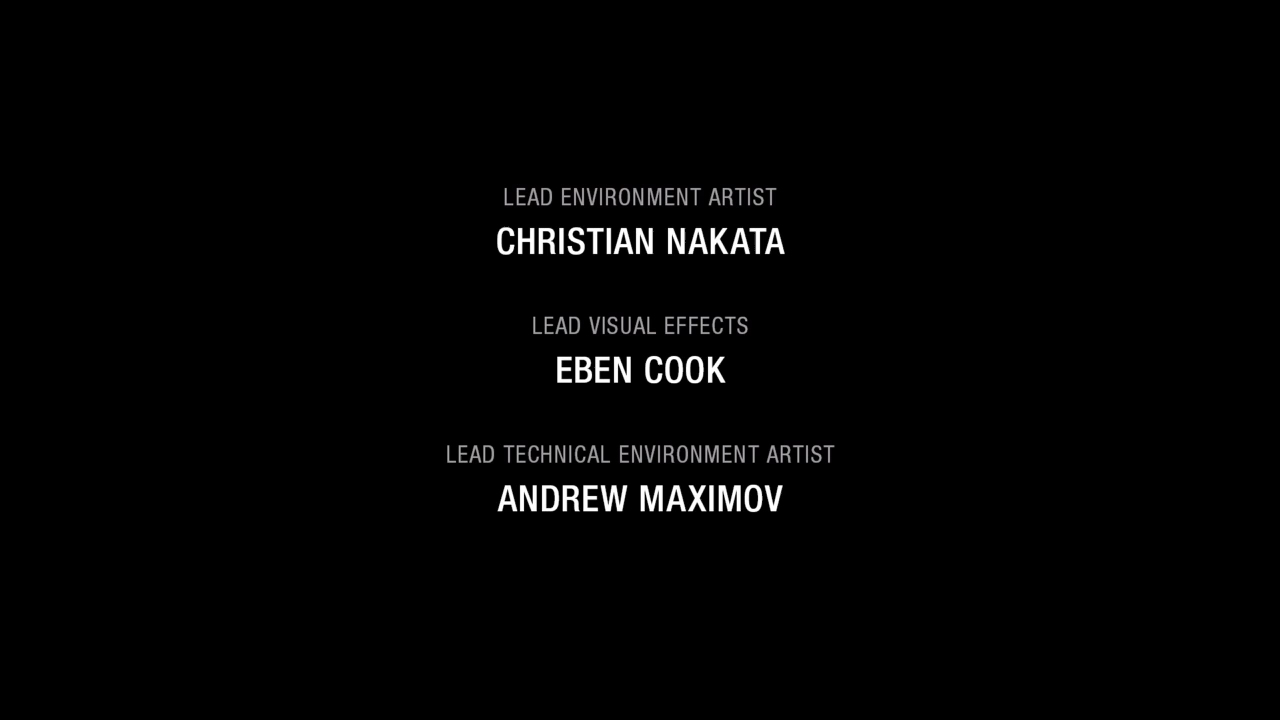 LEAD ENVIRONMENT ARTIST
CHRISTIAN NAKATA
LEAD VISUAL EFFECTS
EBEN COOK
LEAD TECHNICAL ENVIRONMENT ARTIST
ANDREW MAXIMOV